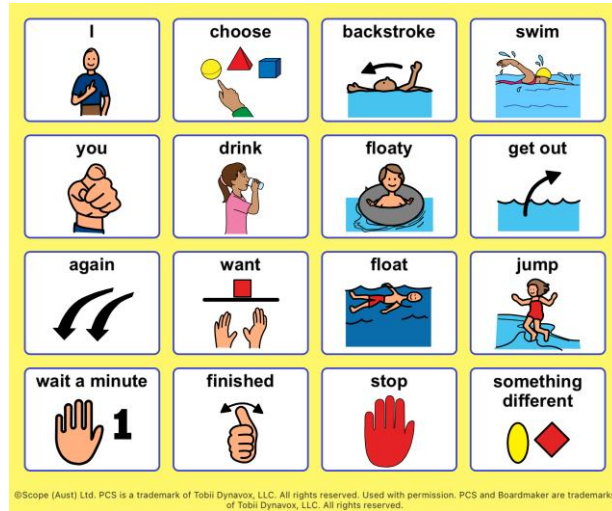 I
choose
backstroke
swim
you
drink
floaty
get out
again
want
float
jump
wait a minute
1
finished
stop
something
different
©Scope (Aust) Ltd. PCS is a trademark of Tobii Dynavox, LLC. All rights reserved. Used with permission. PCS and Boardmaker are trademarks
of Tobii Dynavox, LLC. All rights reserved.